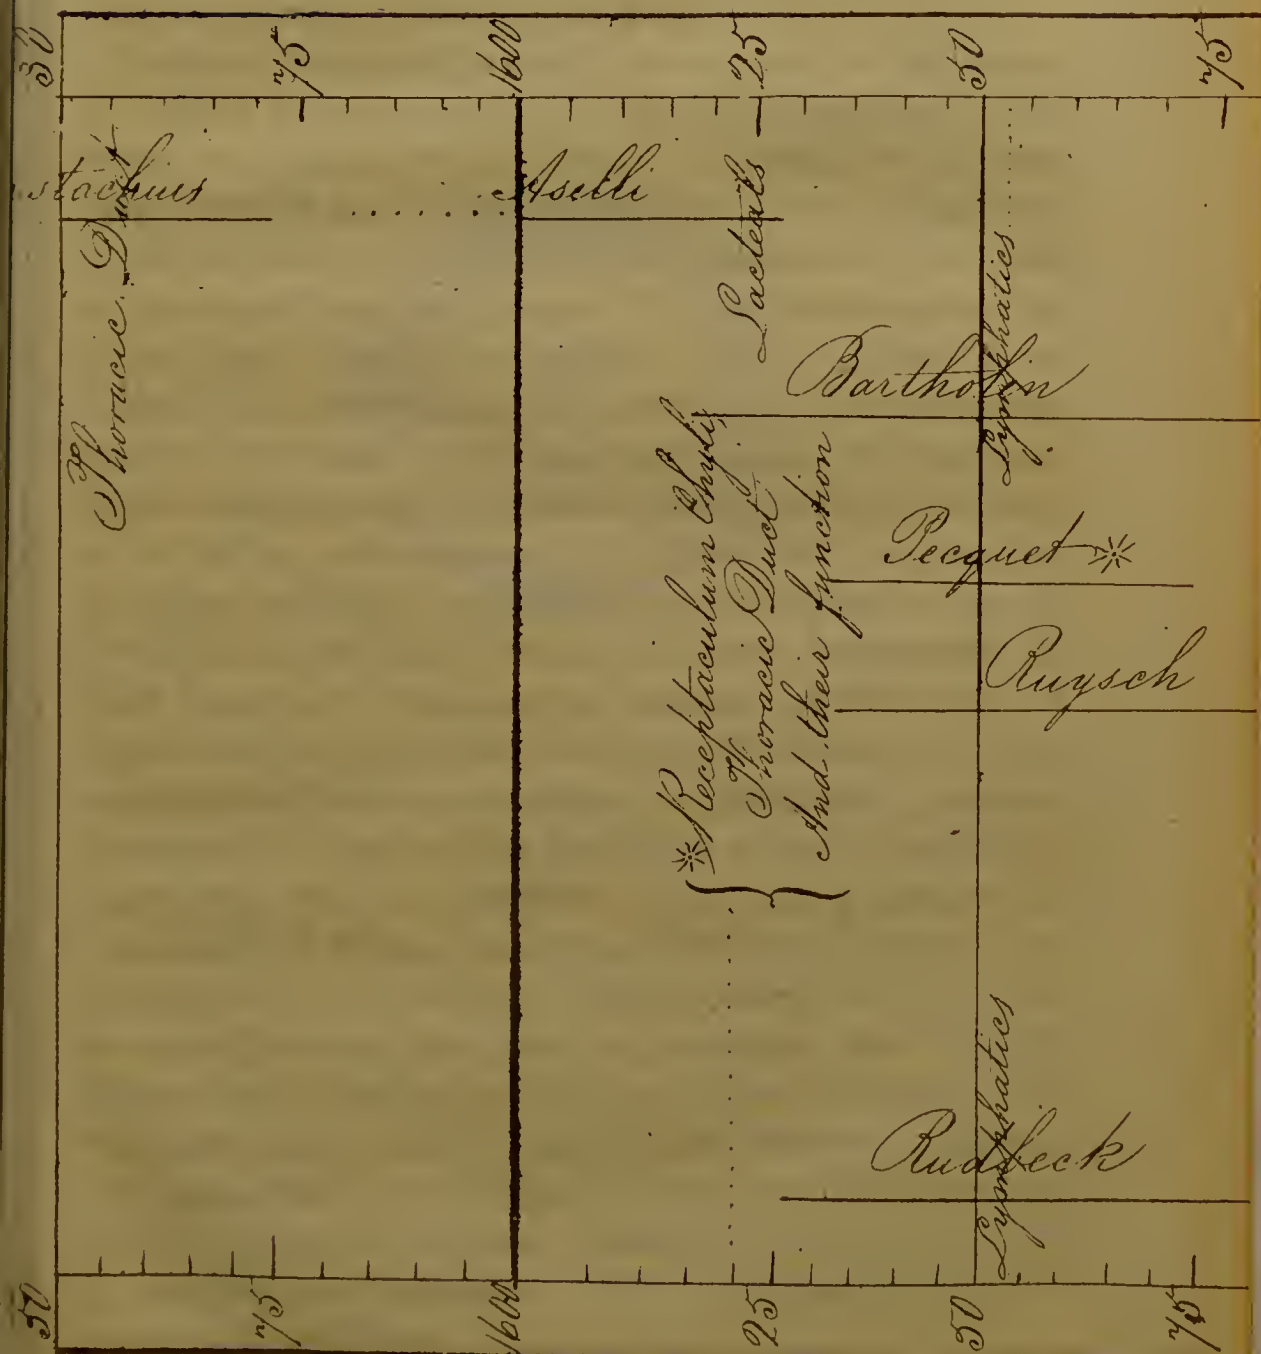 50 75 1600 25 50 75
stachius
Aselli
Thoracic Duct
Lacteals
Lymphatics
Bartholin
Pecquet
Ruysch
Receptaculum Chyli,
Thoracic Duct
And their function
Rudbeck
Lymphatics
50 75 1600 25 50 75